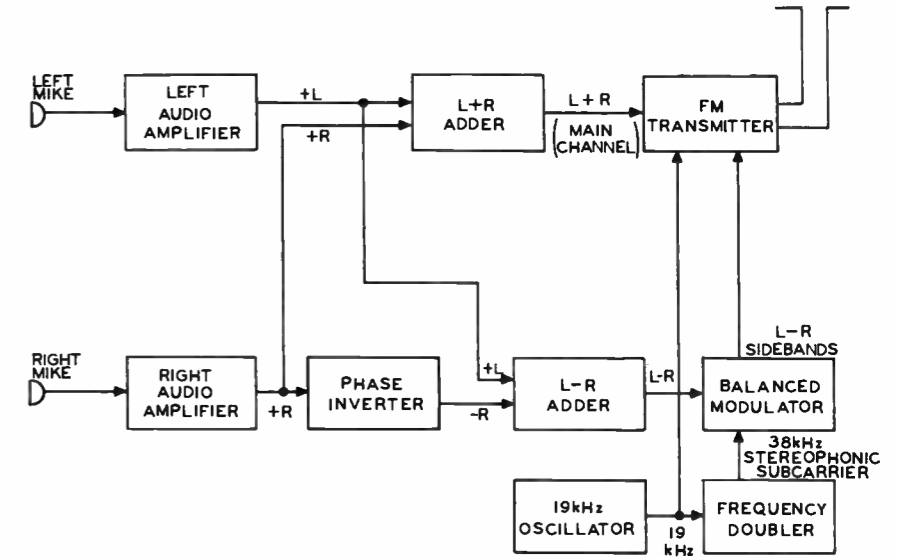 LEFT
MIKE
LEFT
AUDIO
AMPLIFIER
+L
+R
L+R
ADDER
L+R
(MAIN
CHANNEL)
FM
TRANSMITTER
RIGHT
MIKE
RIGHT
AUDIO
AMPLIFIER
+R
PHASE
INVERTER
+L
-R
L-R
ADDER
L-R
L-R
SIDEBANDS
BALANCED
MODULATOR
38kHz
STEREOPHONIC
SUBCARRIER
19kHz
OSCILLATOR
19
kHz
FREQUENCY
DOUBLER